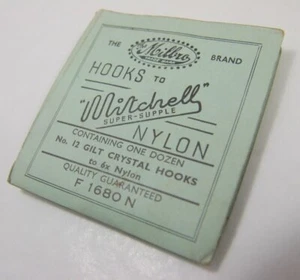 THE Milbro BRAND
HOOKS TO
"Mitchell"
SUPER-SUPPLE
NYLON
CONTAINING ONE DOZEN
No. 12 GILT CRYSTAL HOOKS
to 6x Nylon
QUALITY GUARANTEED
F 1680 N